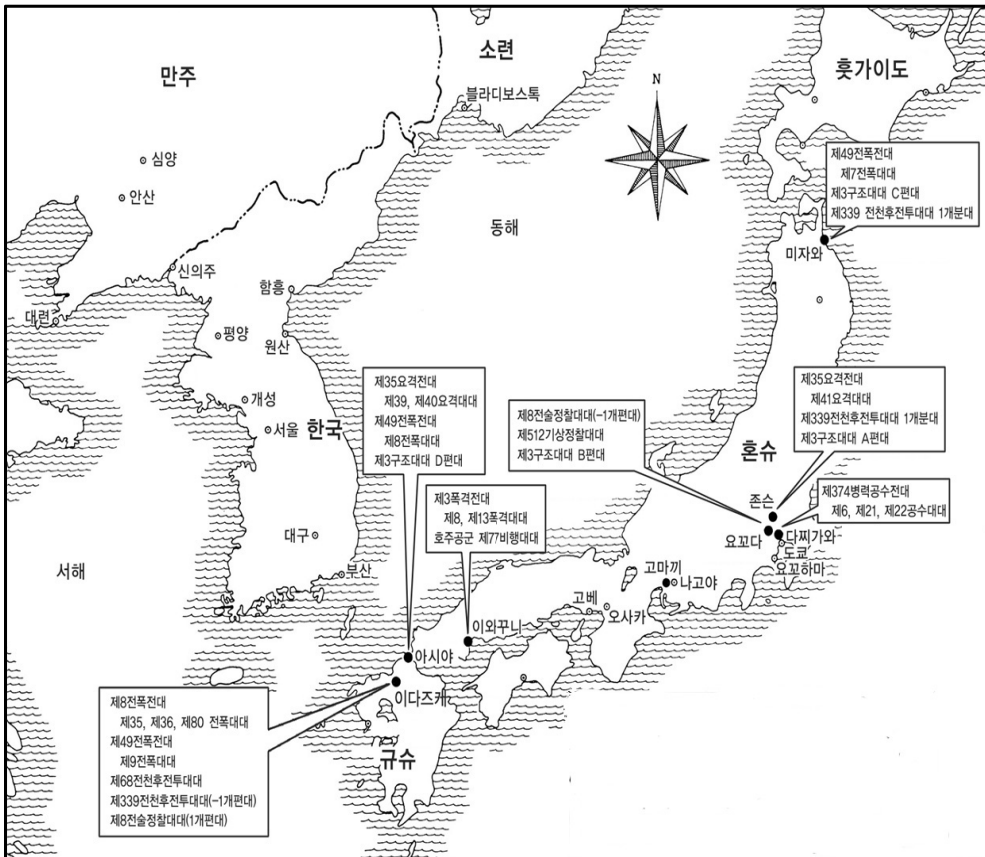 소련
훗가이도
만주
블라디보스톡
N
심양
안산
제49전폭전대
제7전폭대대
제3구조대대 C편대
제339 전천후전투대대 1개분대
동해
미자와
신의주
함흥
대련
평양
원산
개성
서울
한국
제35요격전대
제39, 제40요격대대
제49전폭전대
제8전폭대대
제3구조대대 D편대
제8전술정찰대대(-1개편대)
제512기상정찰대대
제3구조대대 B편대
제35요격전대
제41요격대대
제339전천후전투대대 1개분대
제3구조대대 A편대
혼슈
제3폭격전대
제8, 제13폭격대대
호주공군 제77비행대대
제374병력공수전대
제6, 제21, 제22공수대대
존슨
요꼬다
다찌가와
도쿄
요꼬하마
대구
서해
부산
고마끼
나고야
고베
오사카
이와꾸니
아시야
이다즈케
규슈
제8전폭전대
제35, 제36, 제80 전폭대대
제49전폭전대
제9전폭대대
제68전천후전투대대
제339전천후전투대대(-1개편대)
제8전술정찰대대(1개편대)